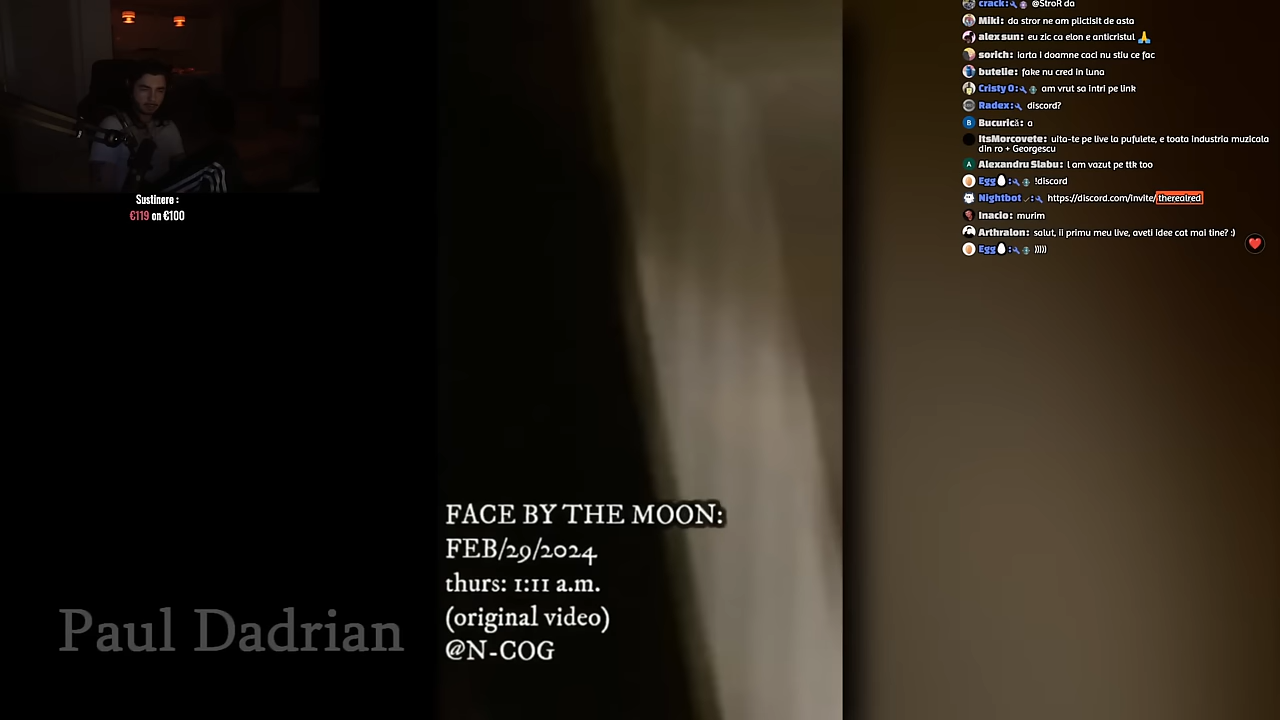 Sustinere :
€119 on €100
crack: @StroR da
Miki: da stror ne am plictisit de asta
alex sun: eu zic ca elon e anticristul 🙏
sorich: iarta l doamne caci nu stiu ce fac
butelie: fake nu cred in luna
Cristy O: am vrut sa intri pe link
Radex: discord?
B Bucurică: a
ItsMorcovete: uita-te pe live la pufulete, e toata industria muzicala
din ro + Georgescu
A Alexandru Slabu: l am vazut pe ttk too
Egg🥚: !discord
Nightbot: https://discord.com/invite/therealred
Inacio: murim
Arthralon: salut, ii primu meu live, aveti idee cat mai tine? :)
Egg🥚: )))))
FACE BY THE MOON:
FEB/29/2024
thurs: 1:11 a.m.
(original video)
@N-COG
Paul Dadrian